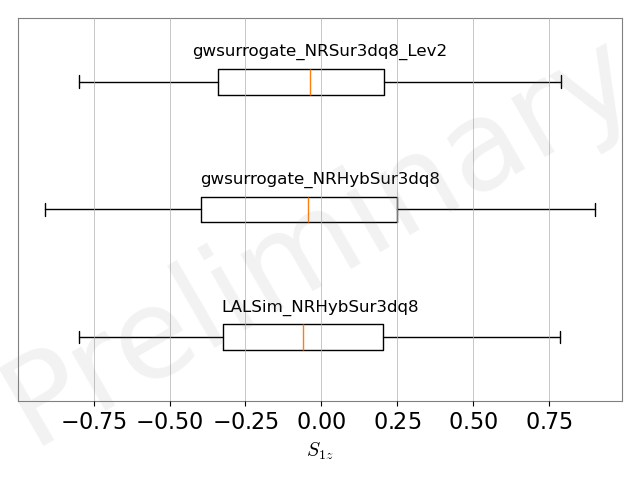 gwsurrogate_NRSur3dq8_Lev2
gwsurrogate_NRHybSur3dq8
LALSim_NRHybSur3dq8
Preliminary
−0.75 −0.50 −0.25 0.00 0.25 0.50 0.75
S1z